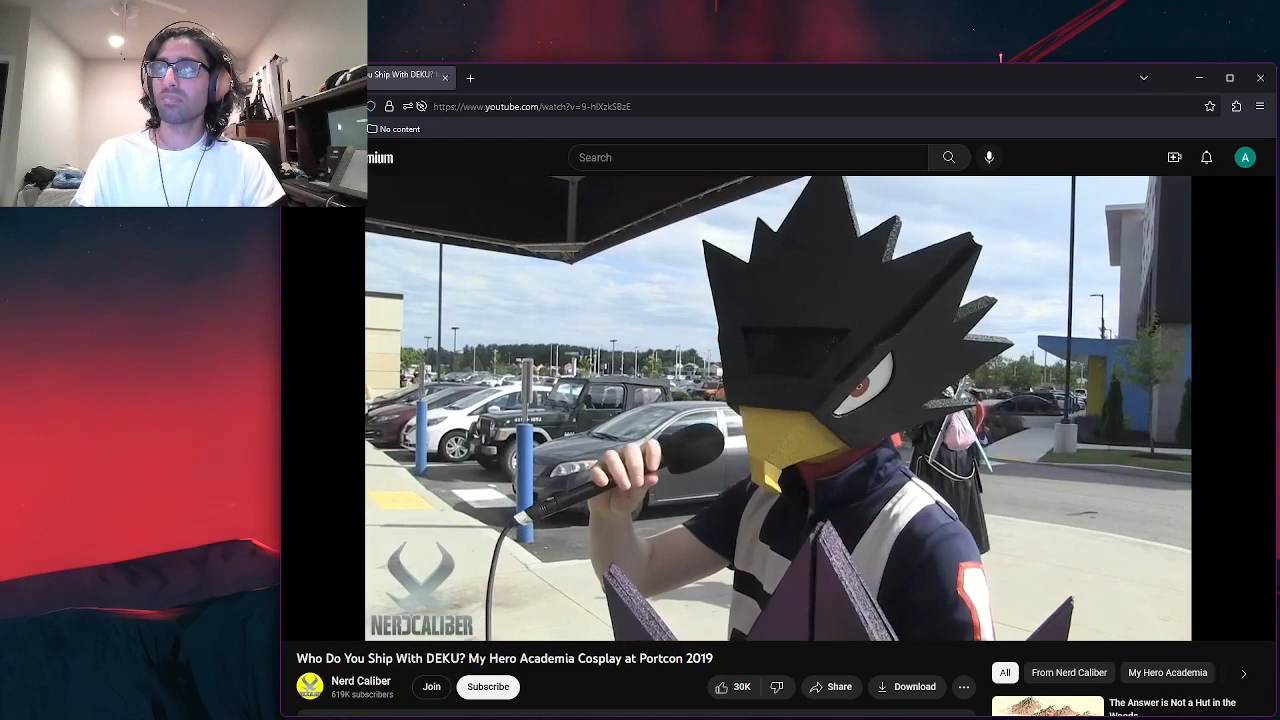 u Ship With DEKU?
https://www.youtube.com/watch?v=9-hIXzkSBzE
No content
mium
Search
A
NERDCALIBER
Who Do You Ship With DEKU? My Hero Academia Cosplay at Portcon 2019
Nerd Caliber
619K subscribers
Join
Subscribe
38K
Share
Download
All
From Nerd Caliber
My Hero Academia
The Answer is Not a Hut in the
Woods